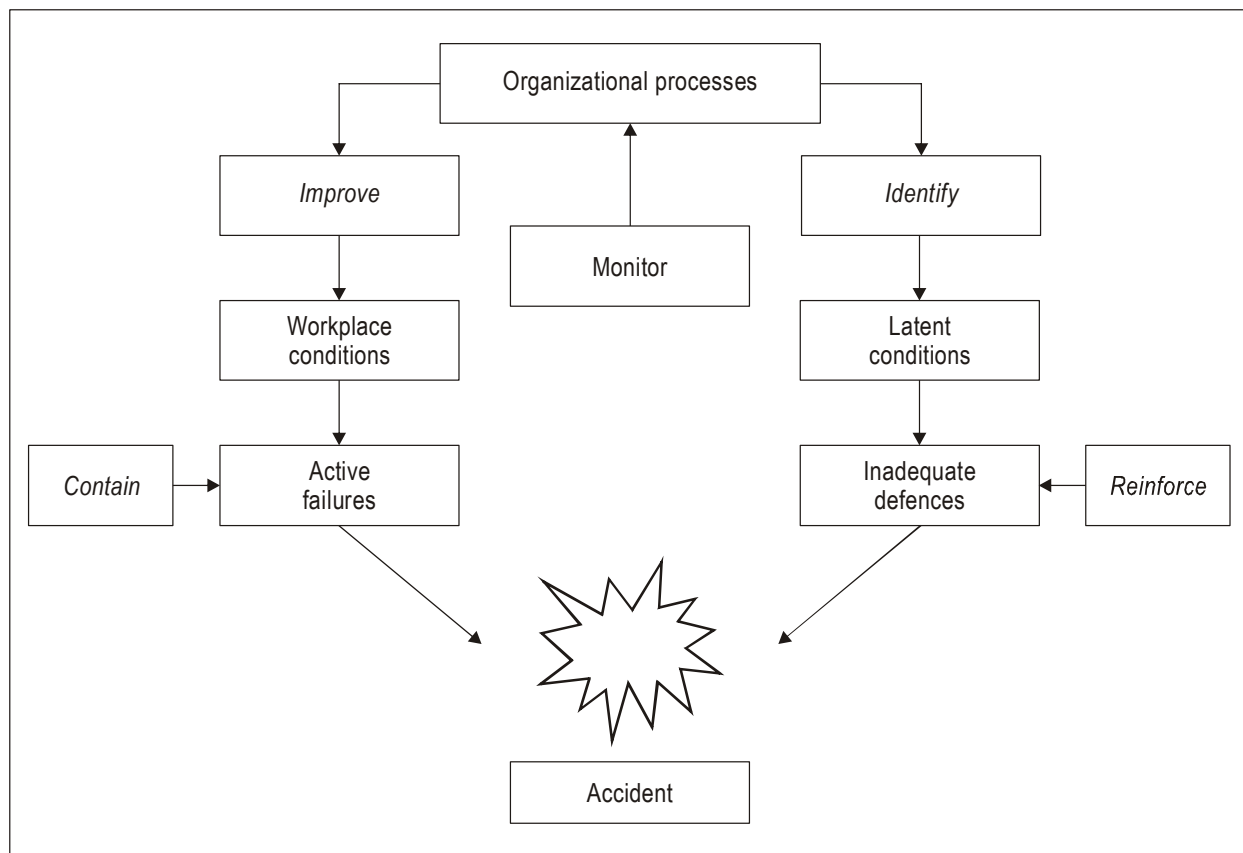 Organizational processes
Improve
Identify
Monitor
Workplace
conditions
Latent
conditions
Contain
Active
failures
Inadequate
defences
Reinforce
Accident